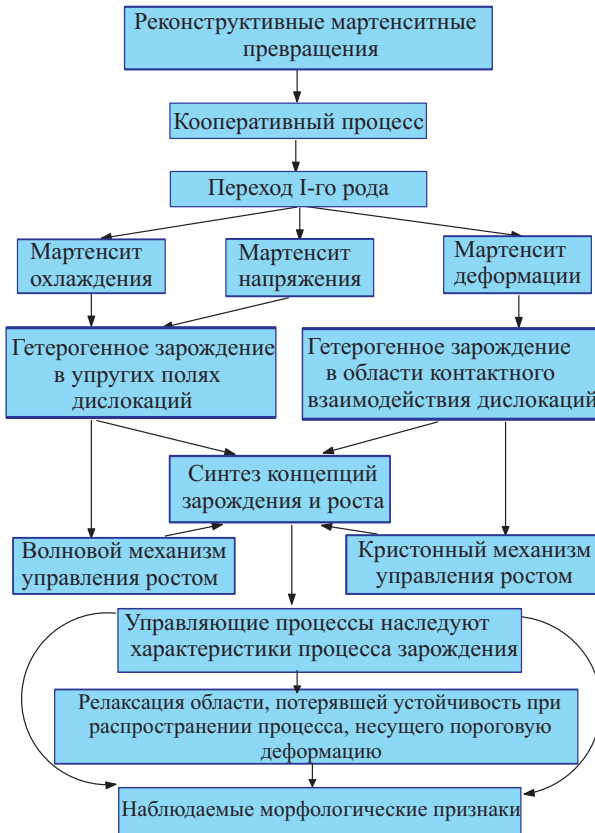 Реконструктивные мартенситные
превращения
Кооперативный процесс
Переход I-го рода
Мартенсит
охлаждения
Мартенсит
напряжения
Мартенсит
деформации
Гетерогенное зарождение
в упругих полях
дислокаций
Гетерогенное зарождение
в области контактного
взаимодействия дислокаций
Синтез концепций
зарождения и роста
Волновой механизм
управления ростом
Кристонный механизм
управления ростом
Управляющие процессы наследуют
характеристики процесса зарождения
Релаксация области, потерявшей устойчивость при
распространении процесса, несущего пороговую
деформацию
Наблюдаемые морфологические признаки